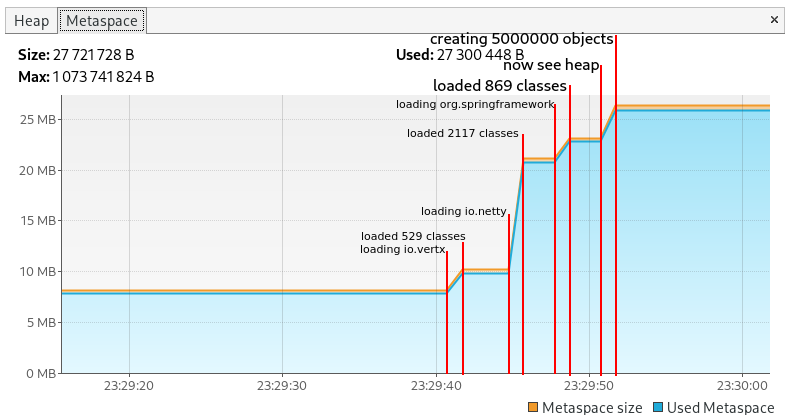 Heap Metaspace ×
creating 5000000 objects
Size: 27 721 728 B Used: 27 300 448 B
now see heap
Max: 1 073 741 824 B
loaded 869 classes
loading org.springframework
25 MB
loaded 2117 classes
20 MB
loading io.netty
15 MB
loaded 529 classes
loading io.vertx
10 MB
5 MB
0 MB
23:29:20 23:29:30 23:29:40 23:29:50 23:30:00
Metaspace size Used Metaspace